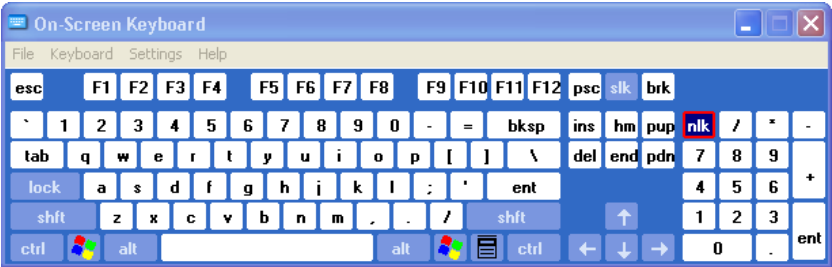 On-Screen Keyboard
File Keyboard Settings Help
esc F1 F2 F3 F4 F5 F6 F7 F8 F9 F10 F11 F12 psc slk brk
` 1 2 3 4 5 6 7 8 9 0 - = bksp ins hm pup nlk / * -
tab q w e r t y u i o p [ ] \ del end pdn 7 8 9 +
lock a s d f g h j k l ; ' ent 4 5 6
shft z x c v b n m , . / shft ↑ 1 2 3 ent
ctrl alt alt ctrl ← ↓ → 0 .